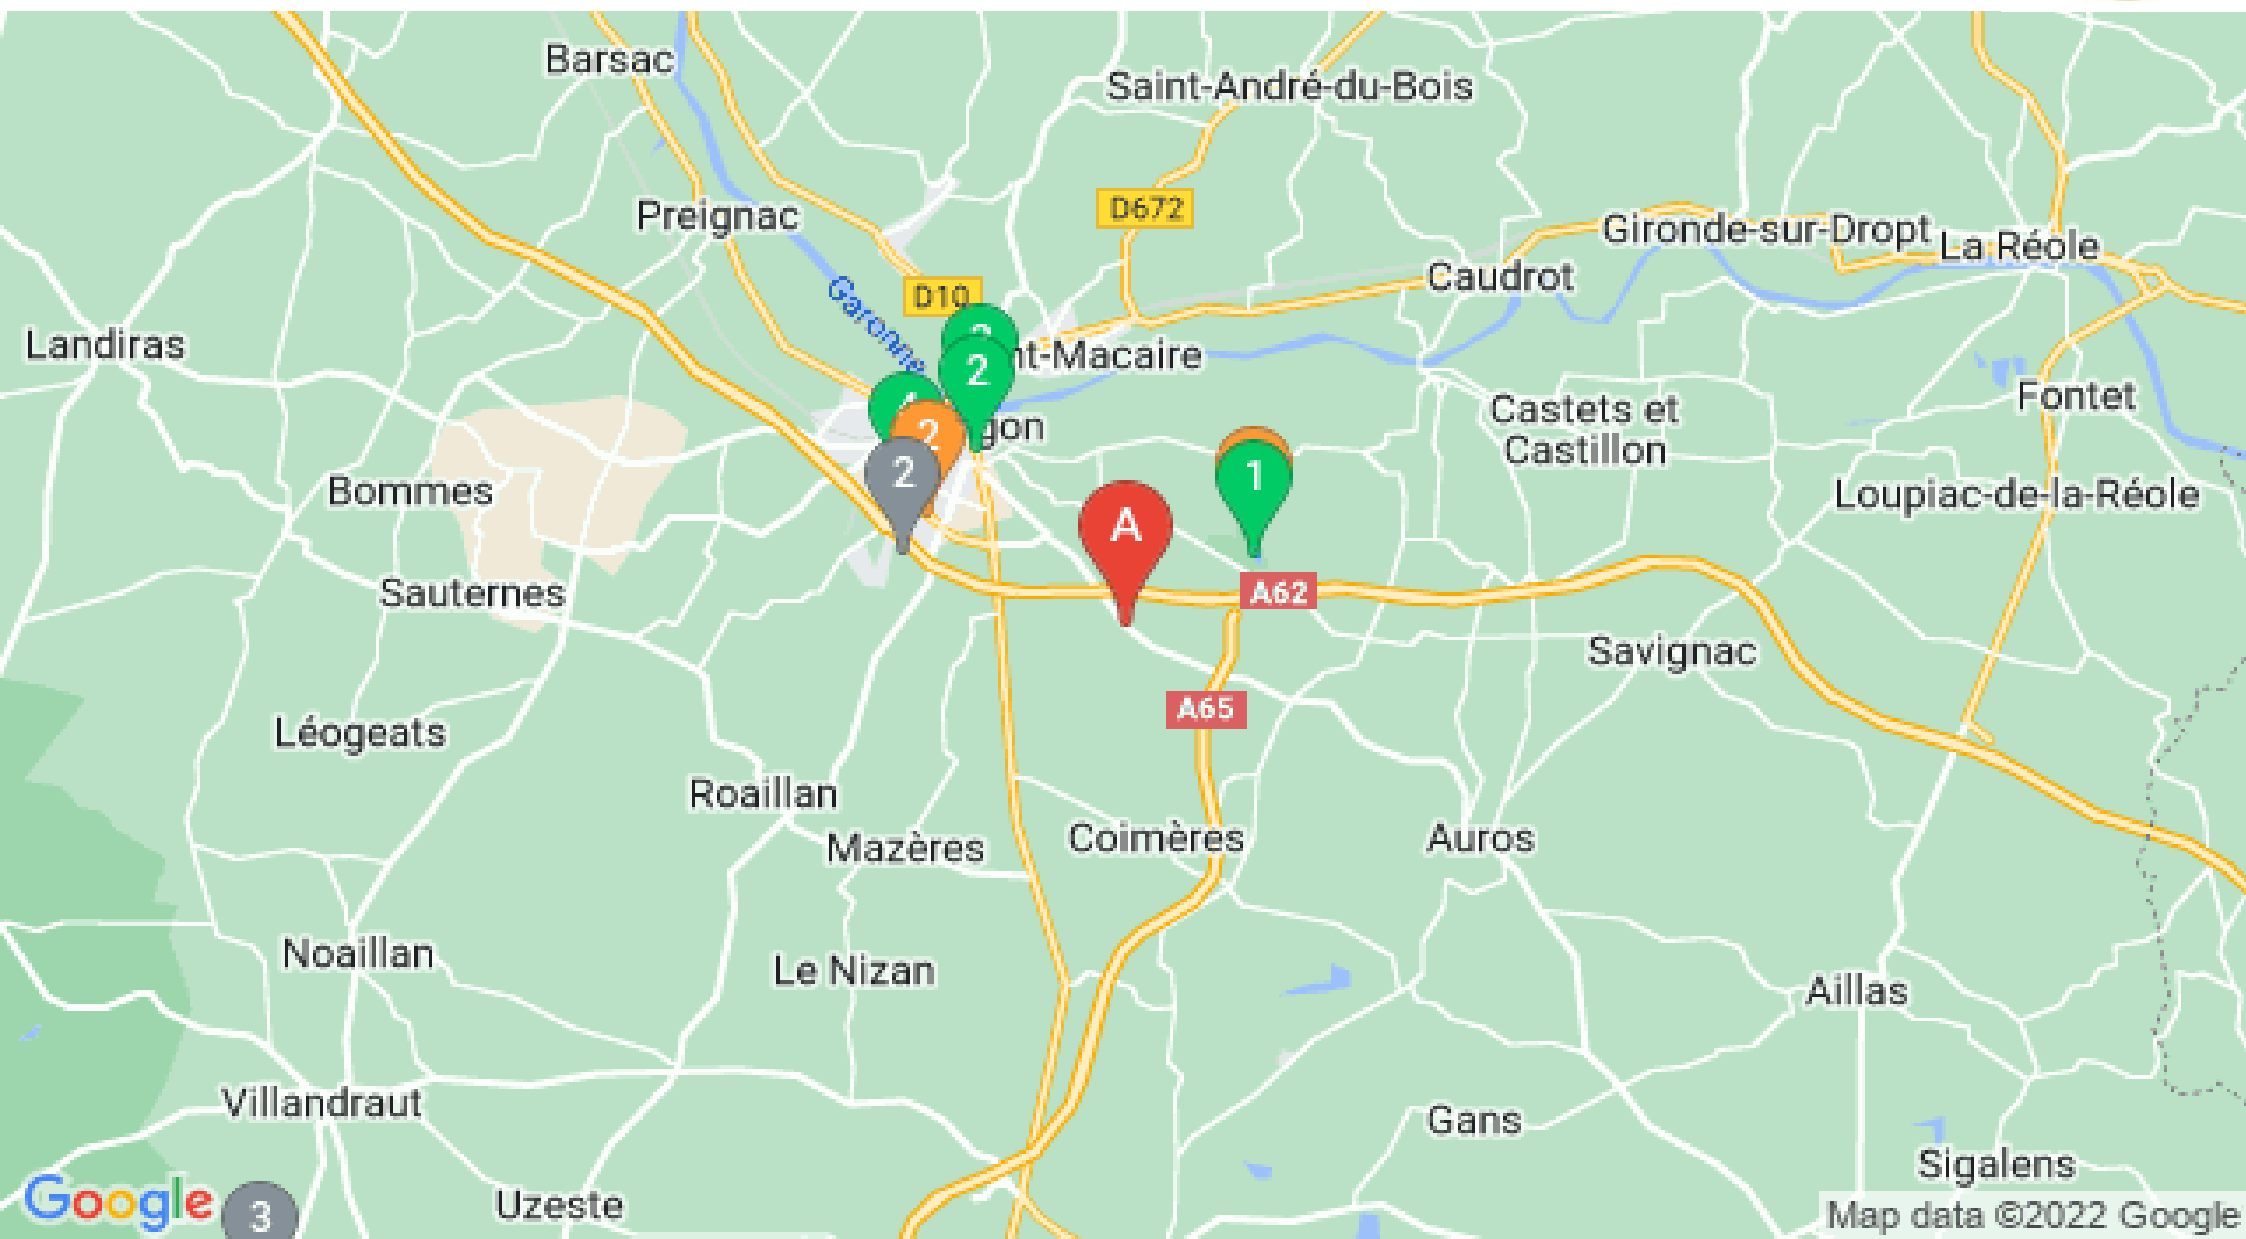 Barsac
Saint-André-du-Bois
D672
Preignac
Gironde-sur-Dropt
La Réole
Garonne
D10
Caudrot
Landiras
nt-Macaire
2
Fontet
Castets et
Castillon
gon
2
1
2
Bommes
Loupiac-de-la-Réole
A
Sauternes
A62
Savignac
A65
Léogeats
Roaillan
Mazères
Coimères
Auros
Noaillan
Le Nizan
Aillas
Villandraut
Gans
Sigalens
Google
3
Uzeste
Map data ©2022 Google